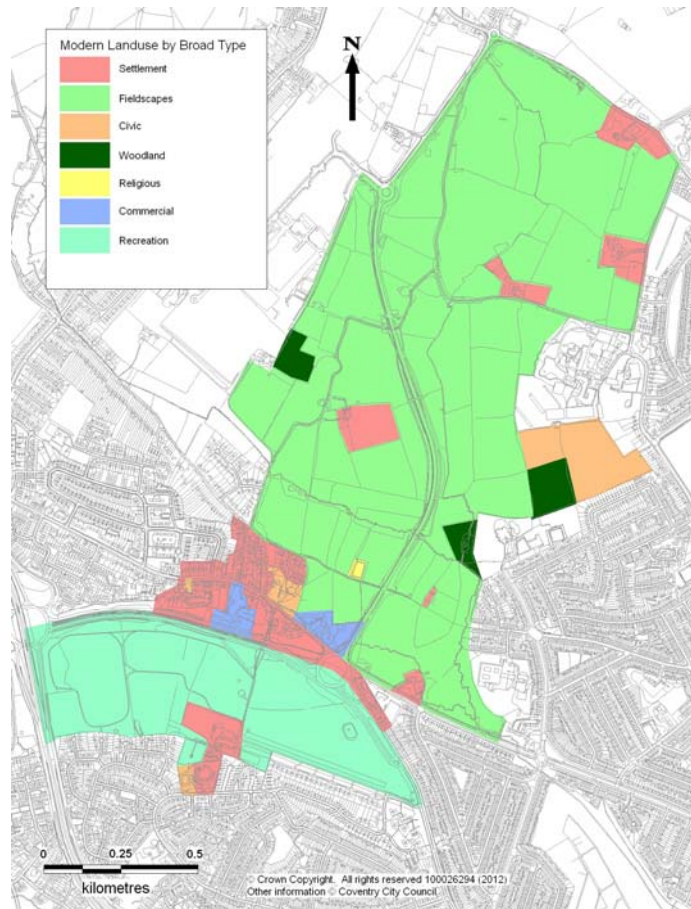 Modern Landuse by Broad Type
Settlement
Fieldscapes
Civic
Woodland
Religious
Commercial
Recreation
N
0 0.25 0.5
kilometres
© Crown Copyright. All rights reserved 100026294 (2012)
Other information © Coventry City Council